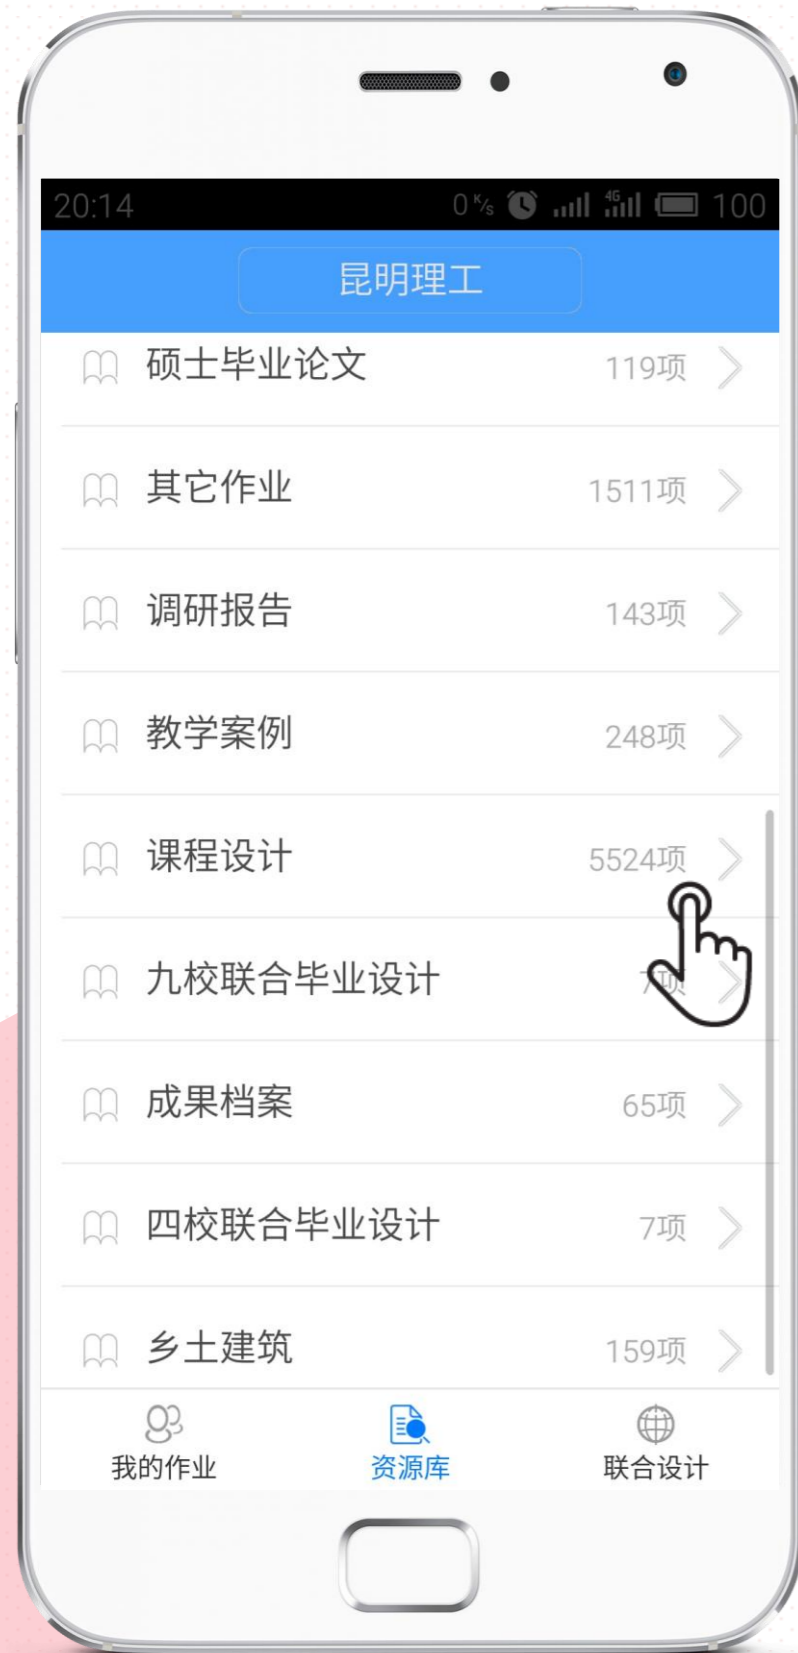 20:14 0 K/s 4G 100
昆明理工
硕士毕业论文 119项
其它作业 1511项
调研报告 143项
教学案例 248项
课程设计 5524项
九校联合毕业设计 7项
成果档案 65项
四校联合毕业设计 7项
乡土建筑 159项
我的作业 资源库 联合设计